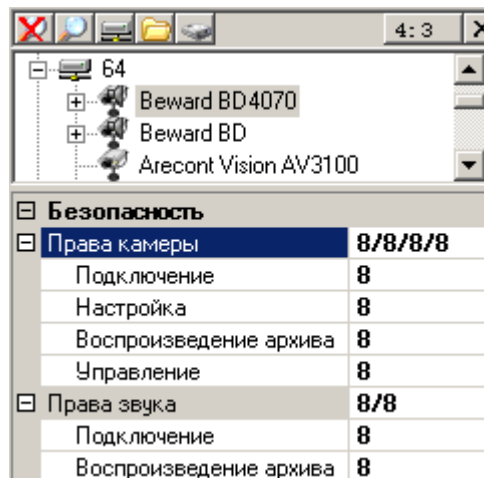 4:3
64
Beward BD4070
Beward BD
Arecont Vision AV3100
Безопасность
Права камеры 8/8/8/8
Подключение 8
Настройка 8
Воспроизведение архива 8
Управление 8
Права звука 8/8
Подключение 8
Воспроизведение архива 8